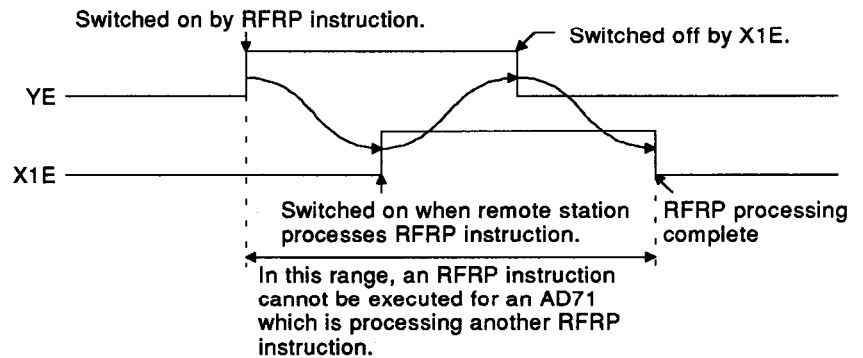 Switched on by RFRP instruction.
Switched off by X1E.
YE
X1E
Switched on when remote station
processes RFRP instruction.
RFRP processing
complete
In this range, an RFRP instruction
cannot be executed for an AD71
which is processing another RFRP
instruction.